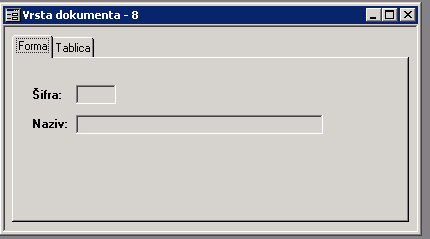 Vrsta dokumenta - 8
Forma Tablica
Šifra:
Naziv: